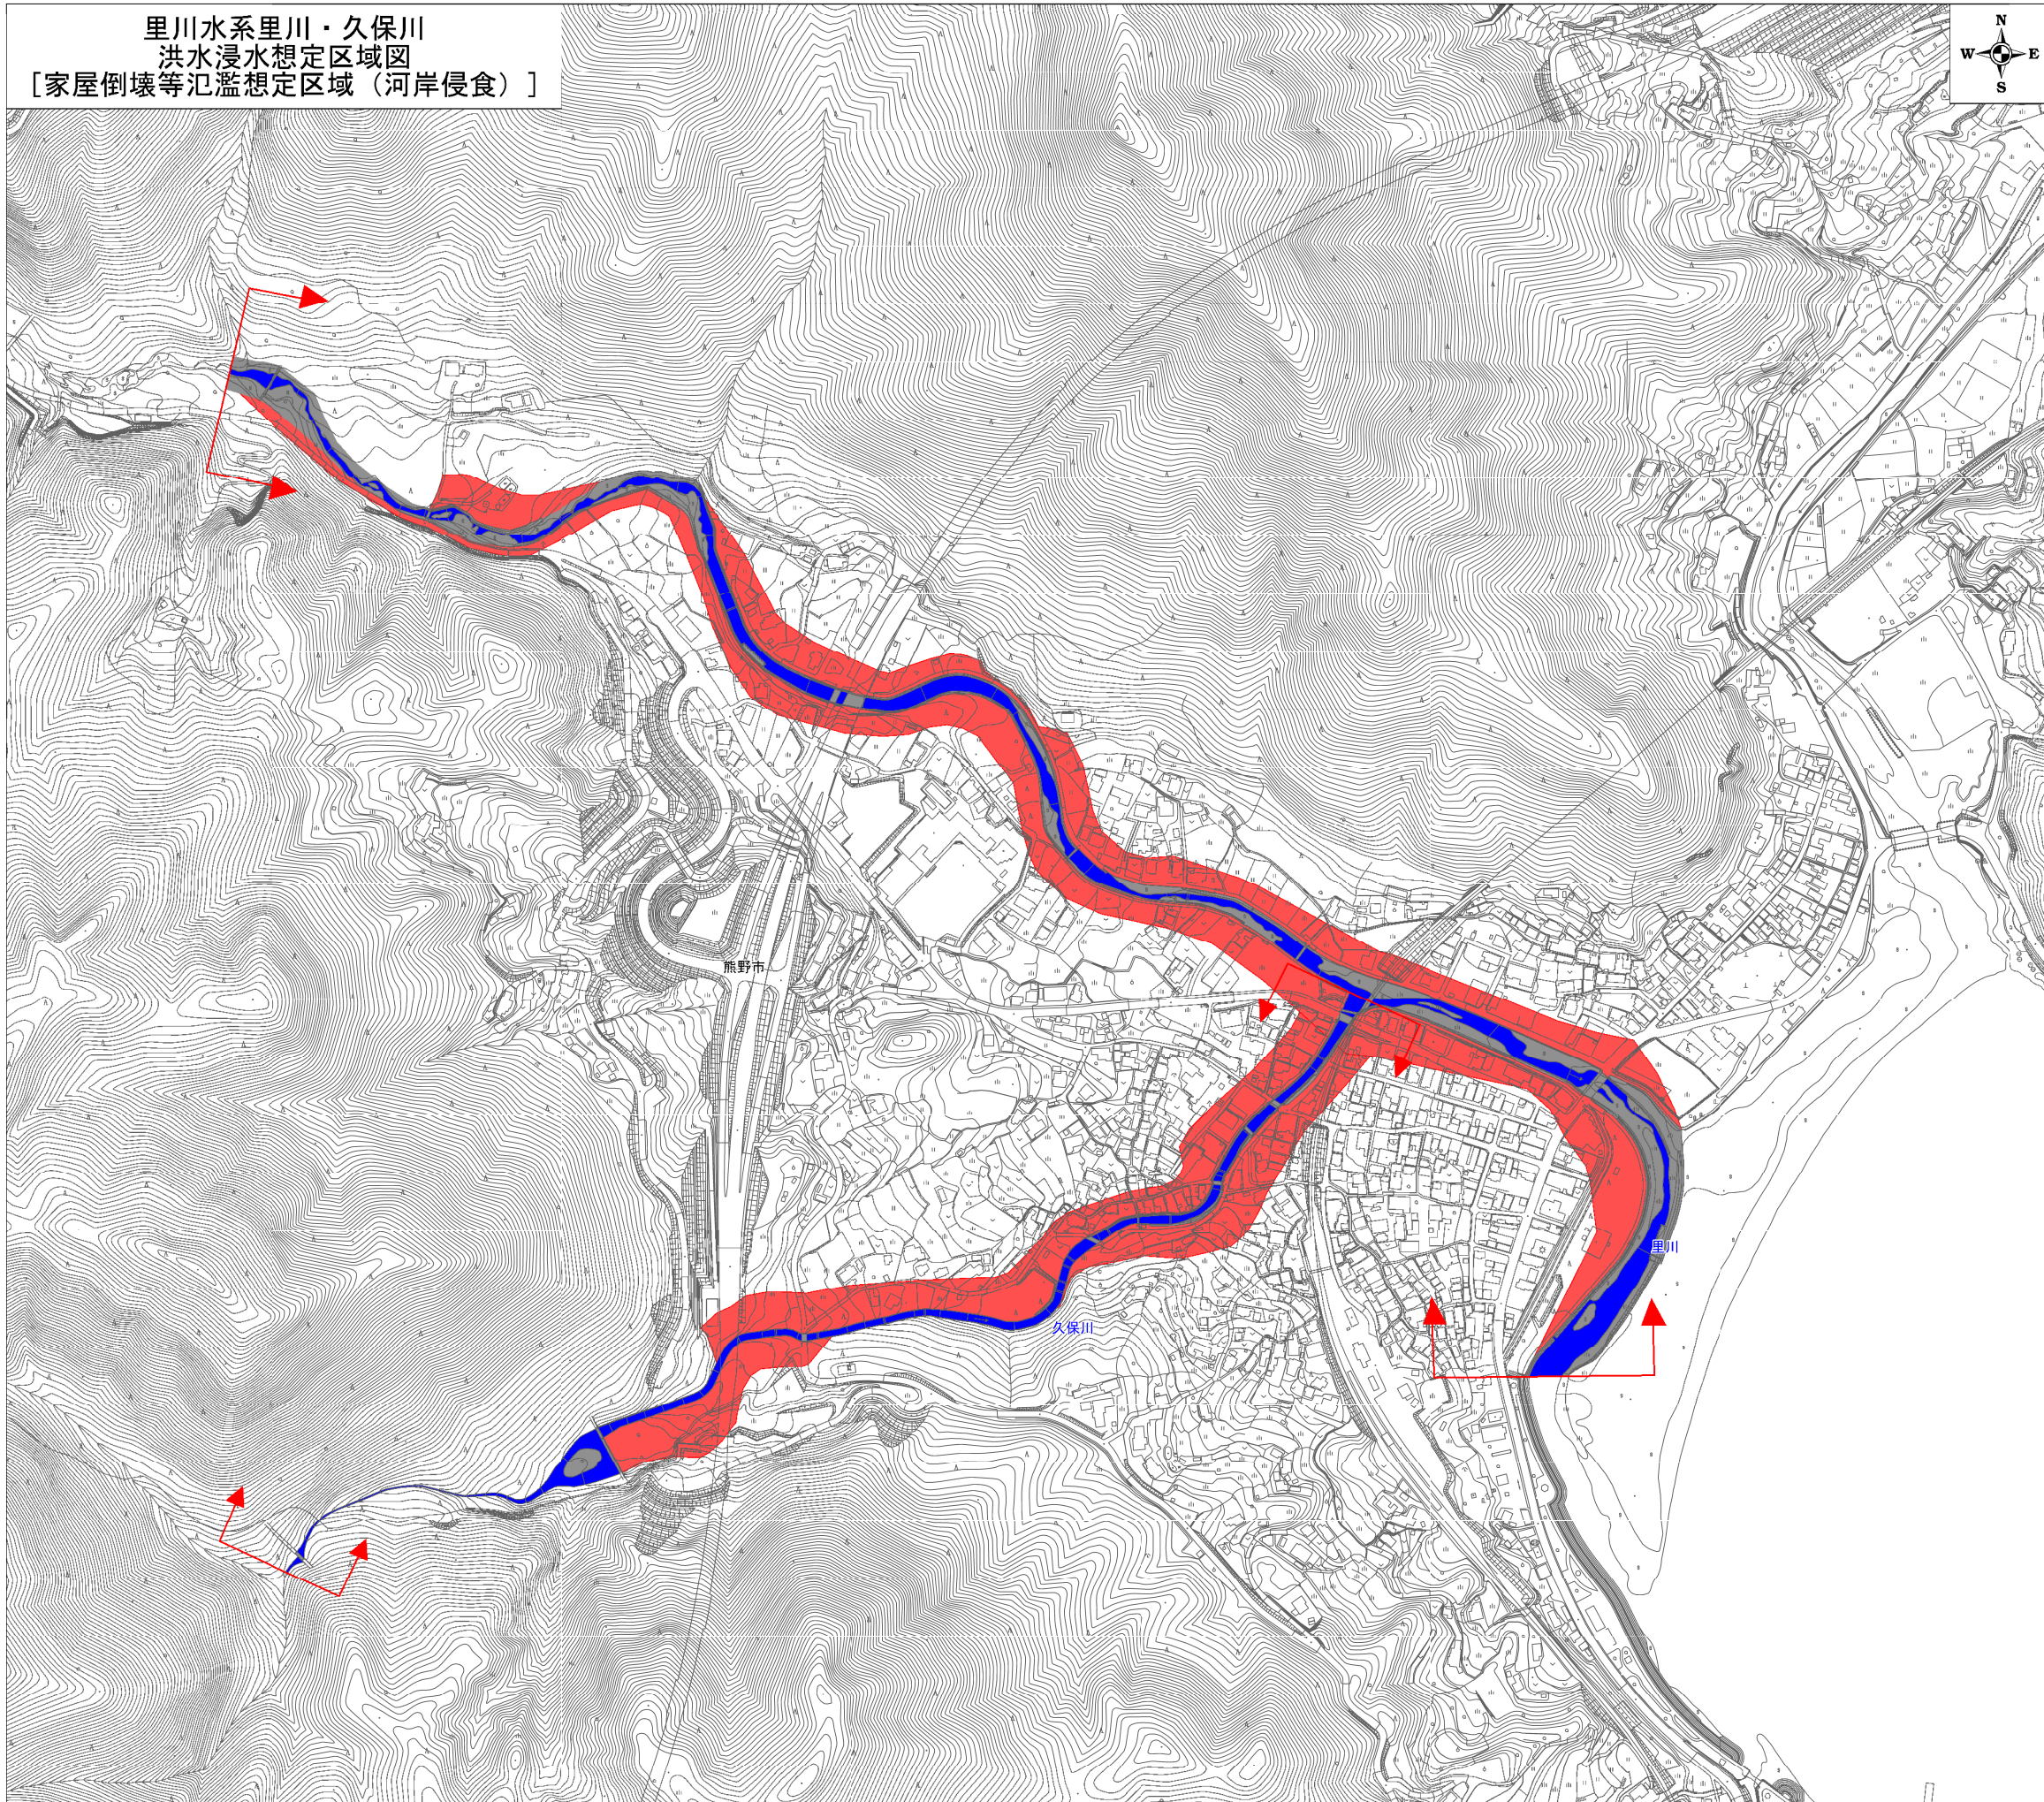 里川水系里川・久保川
洪水浸水想定区域図
[家屋倒壊等氾濫想定区域（河岸侵食）]
N
W E
S
熊野市
里川
久保川